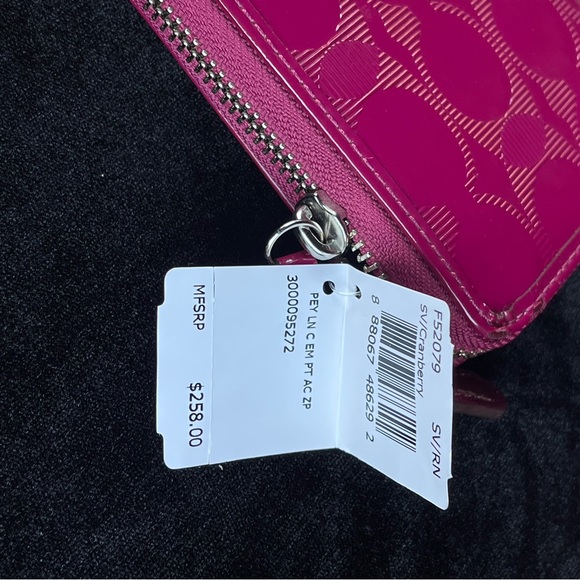 F52079 SV/RN
SV/Cranberry
8 88067 48629 2
PEY LN C EM PT AC ZP
3000095272
MFSRP $258.00